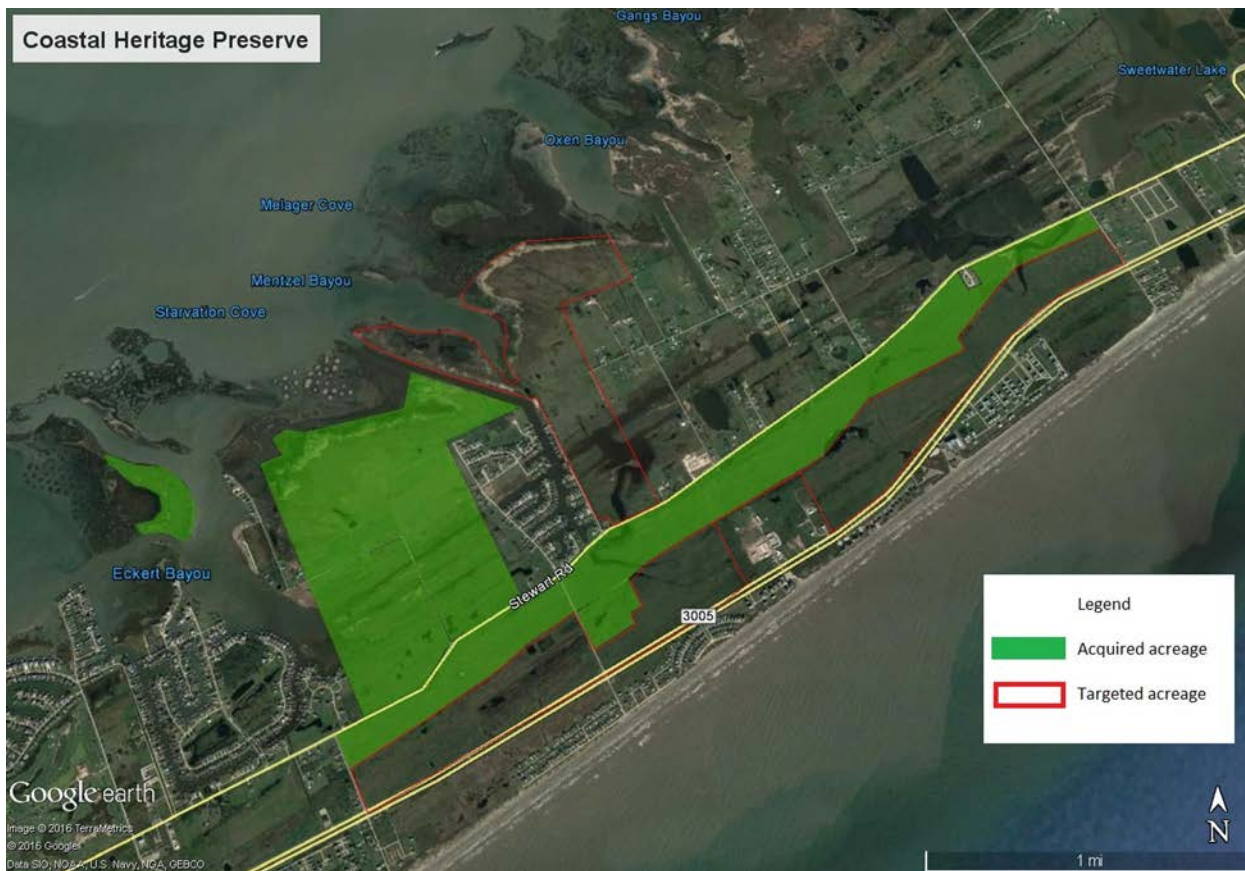 Coastal Heritage Preserve
Gangs Bayou
Sweetwater Lake
Oxen Bayou
Melager Cove
Mentzel Bayou
Starvation Cove
Eckert Bayou
Stewart Rd
3005
Legend
Acquired acreage
Targeted acreage
Google earth
Image © 2016 TerraMetrics
© 2016 Google
Data SIO, NOAA, U.S. Navy, NGA, GEBCO
N
1 mi